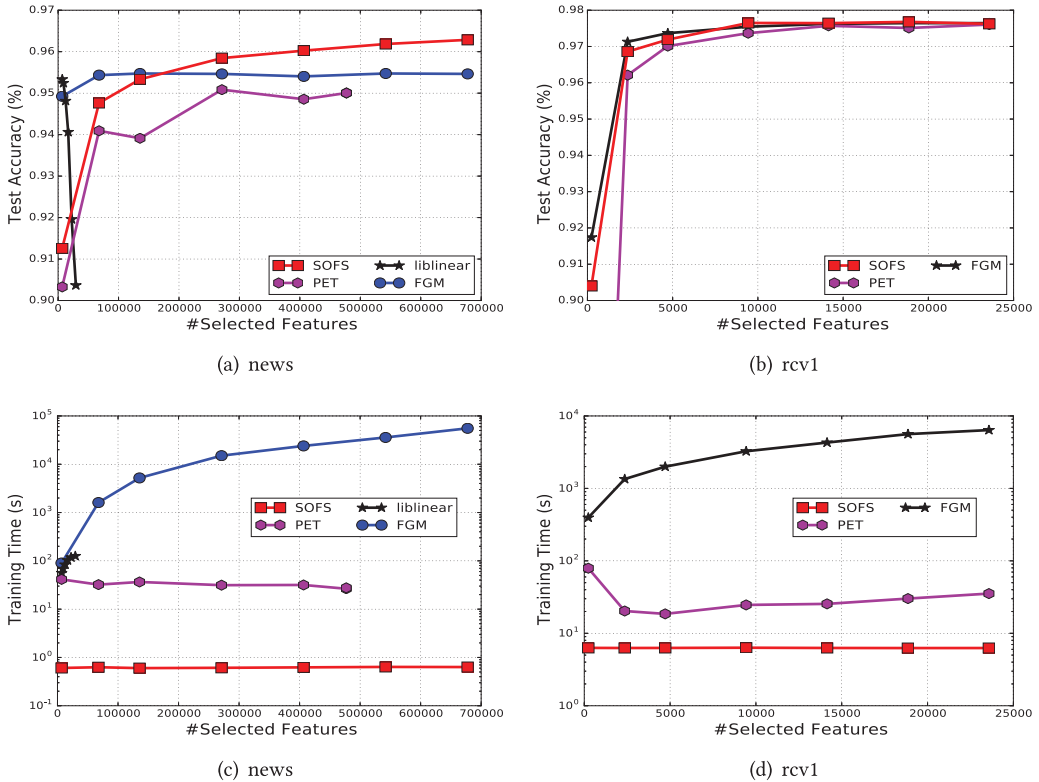 0.97
0.96
0.95
0.94
0.93
0.92
0.91
0.90
Test Accuracy (%)
SOFS
PET
liblinear
FGM
0 100000 200000 300000 400000 500000 600000 700000
#Selected Features
(a) news
0.98
0.97
0.96
0.95
0.94
0.93
0.92
0.91
0.90
Test Accuracy (%)
SOFS
PET
FGM
0 5000 10000 15000 20000 25000
#Selected Features
(b) rcv1
10^5
10^4
10^3
10^2
10^1
10^0
10^-1
Training Time (s)
SOFS
PET
liblinear
FGM
0 100000 200000 300000 400000 500000 600000 700000
#Selected Features
(c) news
10^4
10^3
10^2
10^1
10^0
Training Time (s)
SOFS
PET
FGM
0 5000 10000 15000 20000 25000
#Selected Features
(d) rcv1